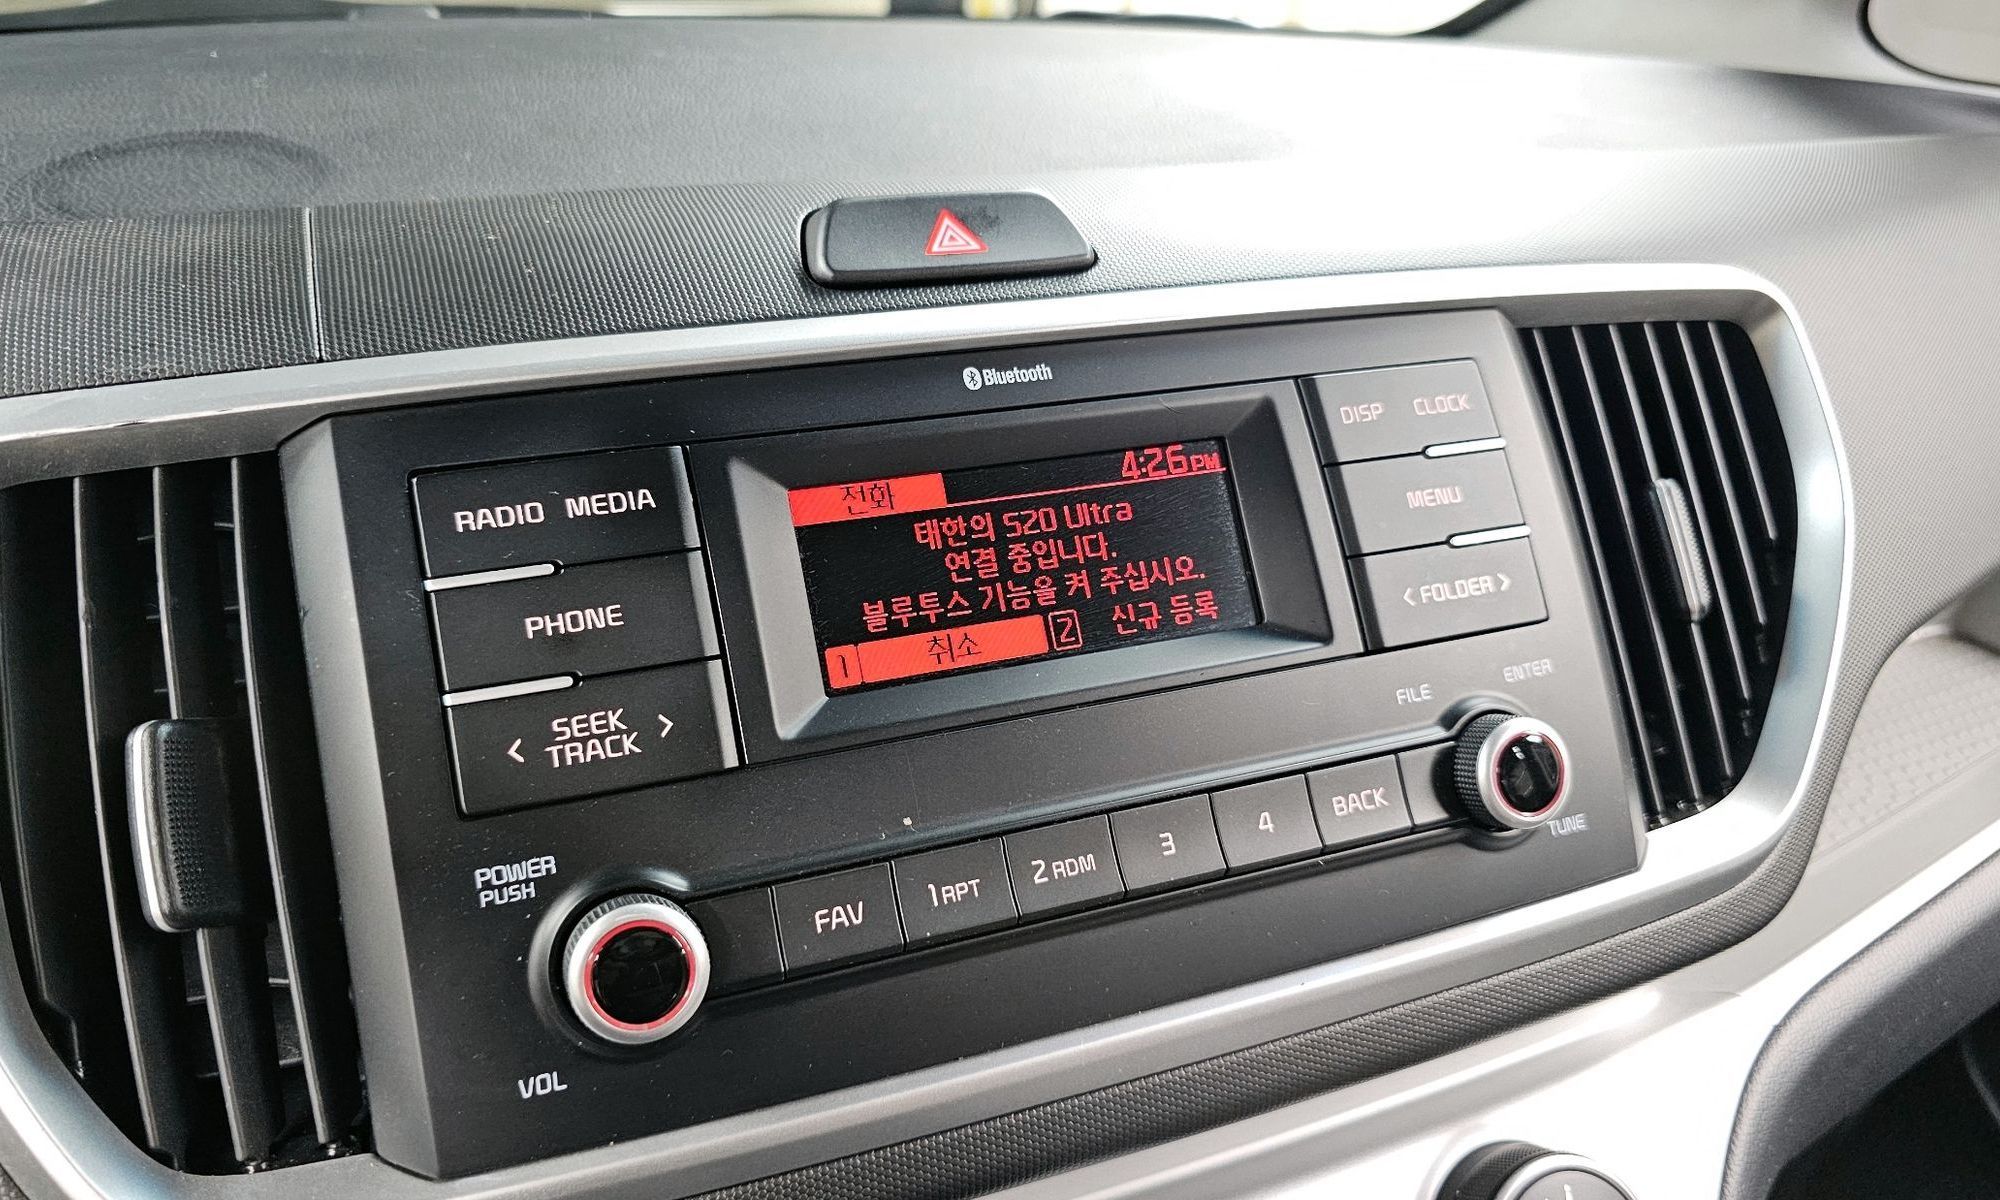 Bluetooth
DISP CLOCK
RADIO MEDIA
전화
4:26PM
태한의 S20 Ultra
연결 중입니다.
블루투스 기능을 켜 주십시오.
1 취소
2 신규 등록
MENU
PHONE
< FOLDER >
< SEEK >
TRACK
FILE
ENTER
POWER
PUSH
FAV
1 RPT
2 RDM
3
4
BACK
TUNE
VOL